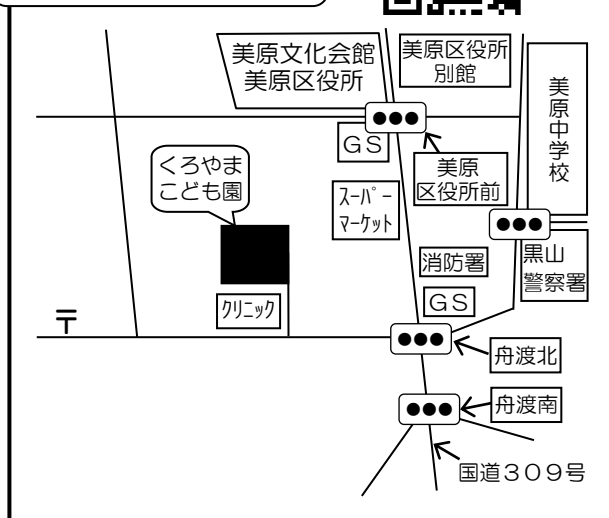 美原文化会館
美原区役所
美原区役所
別館
美原中学校
GS
美原
区役所前
くろやま
こども園
ｽｰﾊﾟｰ
ﾏｰｹｯﾄ
消防署
黒山
警察署
GS
ｸﾘﾆｯｸ
〒
舟渡北
舟渡南
国道309号